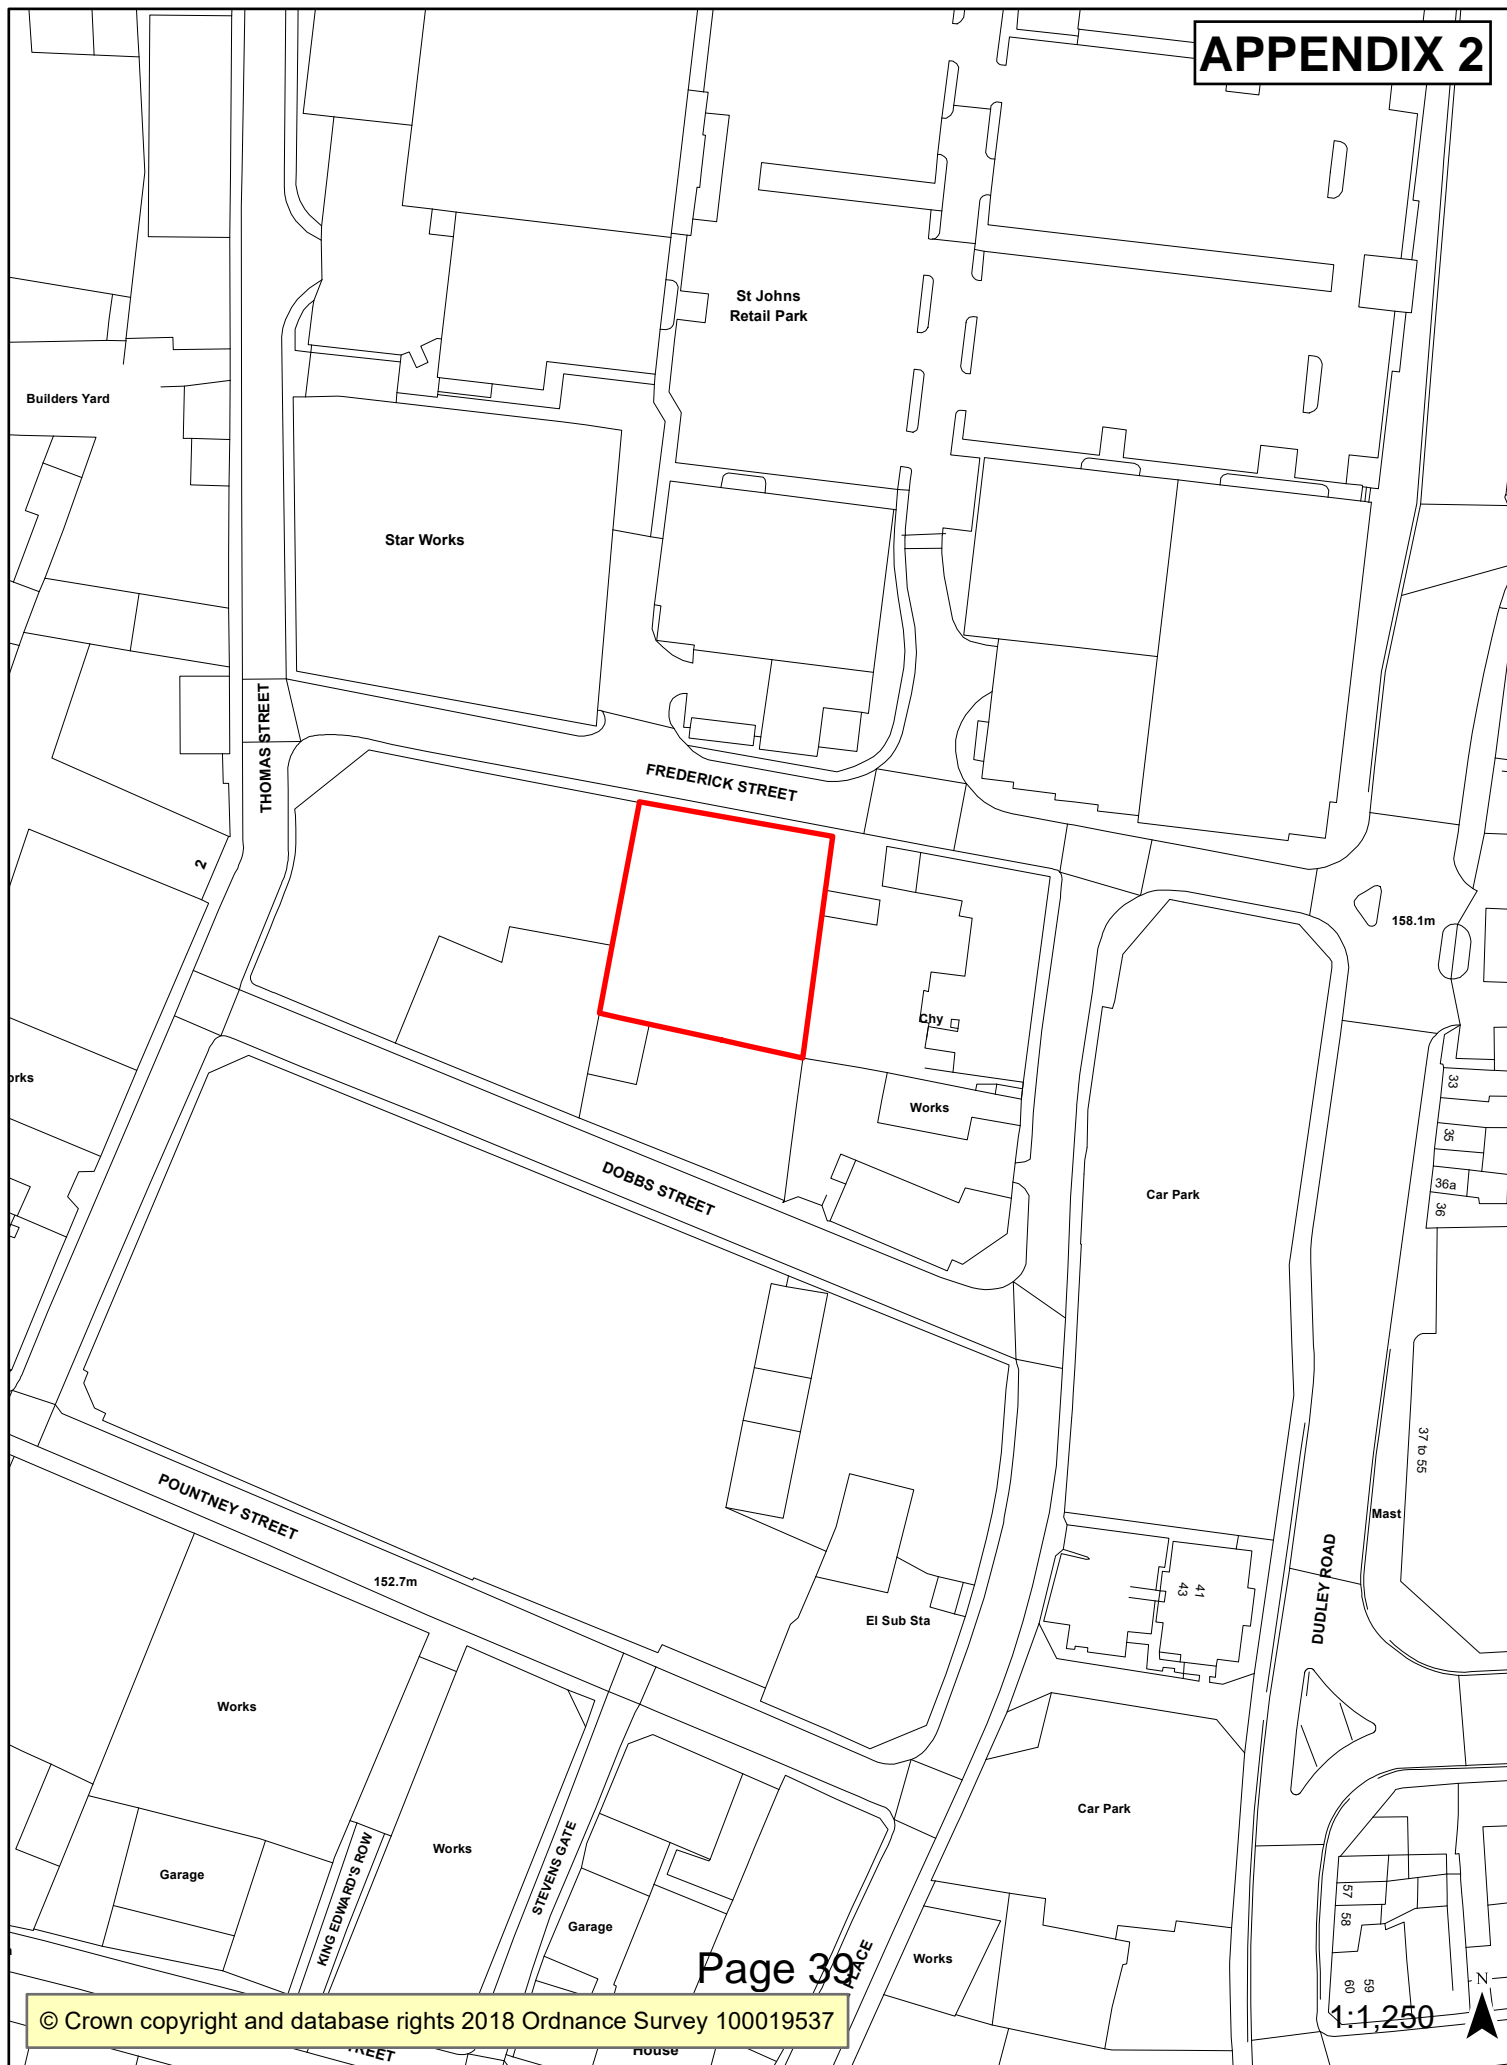 APPENDIX 2
St Johns
Retail Park
Builders Yard
Star Works
THOMAS STREET
FREDERICK STREET
2
158.1m
Chy
orks
33
Works
35
36a
36
DOBBS STREET
Car Park
37 to 55
POUNTNEY STREET
Mast
DUDLEY ROAD
152.7m
41
43
El Sub Sta
Works
Car Park
Works
KING EDWARD'S ROW
STEVENS GATE
Garage
57
58
Garage
PLACE
Works
Page 39
59
60
N
1:1,250
© Crown copyright and database rights 2018 Ordnance Survey 100019537
House